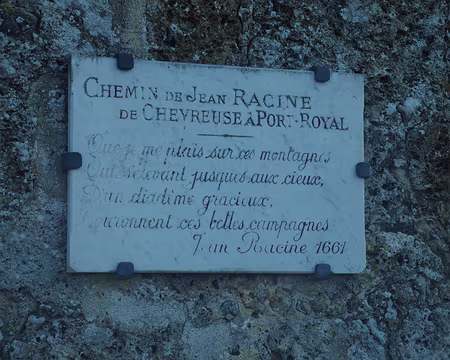 CHEMIN DE JEAN RACINE
DE CHEVREUSE À PORT-ROYAL
Que je me plais sur ces montagnes
Qui s'élevant jusques aux cieux,
D'un diadème gracieux,
Couronnent ces belles campagnes
Jean Racine 1661